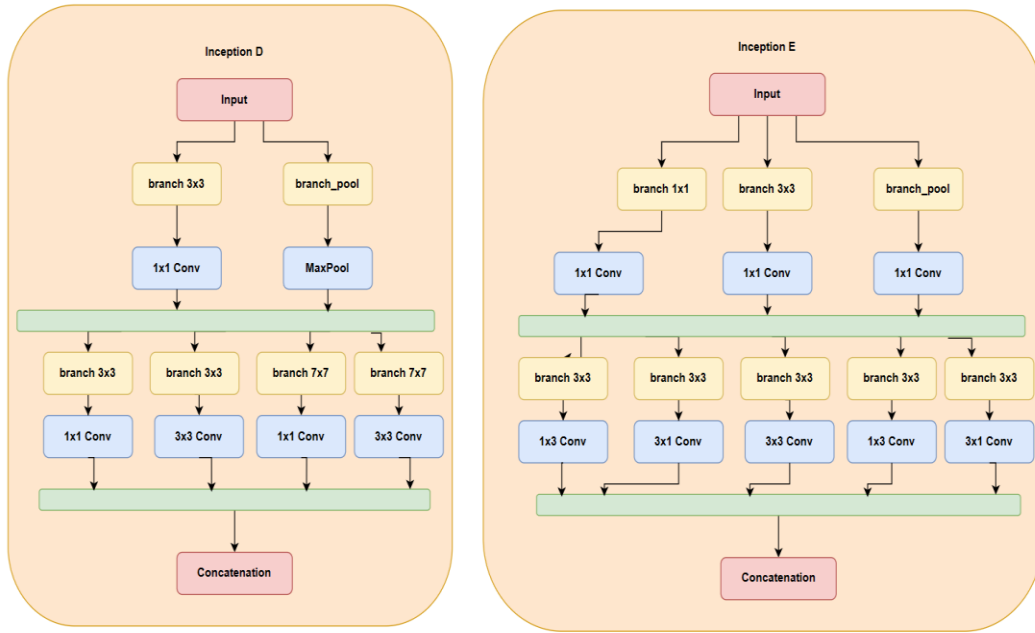 Inception D
Input
branch 3x3
branch_pool
1x1 Conv
MaxPool
branch 3x3
branch 3x3
branch 7x7
branch 7x7
1x1 Conv
3x3 Conv
1x1 Conv
3x3 Conv
Concatenation
Inception E
Input
branch 1x1
branch 3x3
branch_pool
1x1 Conv
1x1 Conv
1x1 Conv
branch 3x3
branch 3x3
branch 3x3
branch 3x3
branch 3x3
1x3 Conv
3x1 Conv
3x3 Conv
1x3 Conv
3x1 Conv
Concatenation